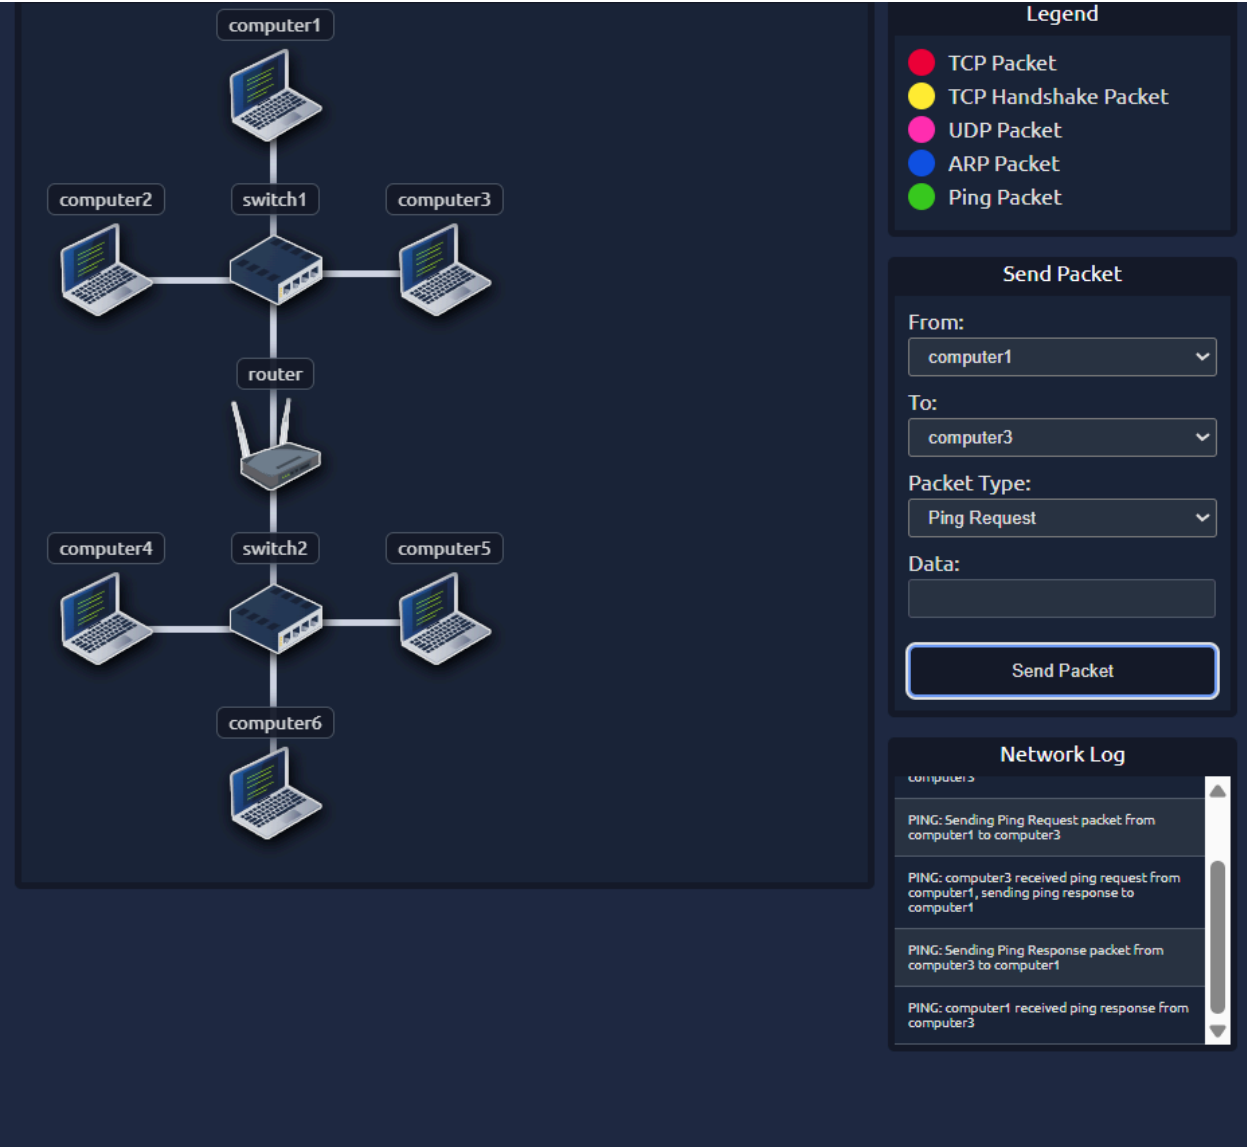 computer1
computer2
switch1
computer3
router
computer4
switch2
computer5
computer6
Legend
TCP Packet
TCP Handshake Packet
UDP Packet
ARP Packet
Ping Packet
Send Packet
From:
computer1
To:
computer3
Packet Type:
Ping Request
Data:
Send Packet
Network Log
computer3
PING: Sending Ping Request packet from
computer1 to computer3
PING: computer3 received ping request from
computer1, sending ping response to
computer1
PING: Sending Ping Response packet from
computer3 to computer1
PING: computer1 received ping response from
computer3